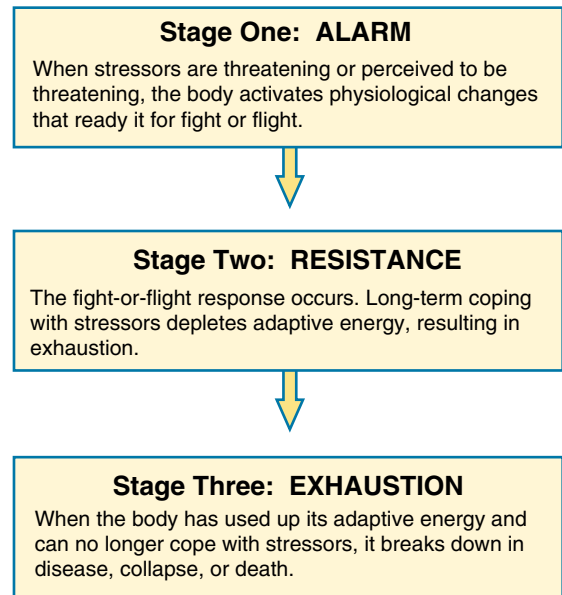 Stage One: ALARM
When stressors are threatening or perceived to be
threatening, the body activates physiological changes
that ready it for fight or flight.
Stage Two: RESISTANCE
The fight-or-flight response occurs. Long-term coping
with stressors depletes adaptive energy, resulting in
exhaustion.
Stage Three: EXHAUSTION
When the body has used up its adaptive energy and
can no longer cope with stressors, it breaks down in
disease, collapse, or death.